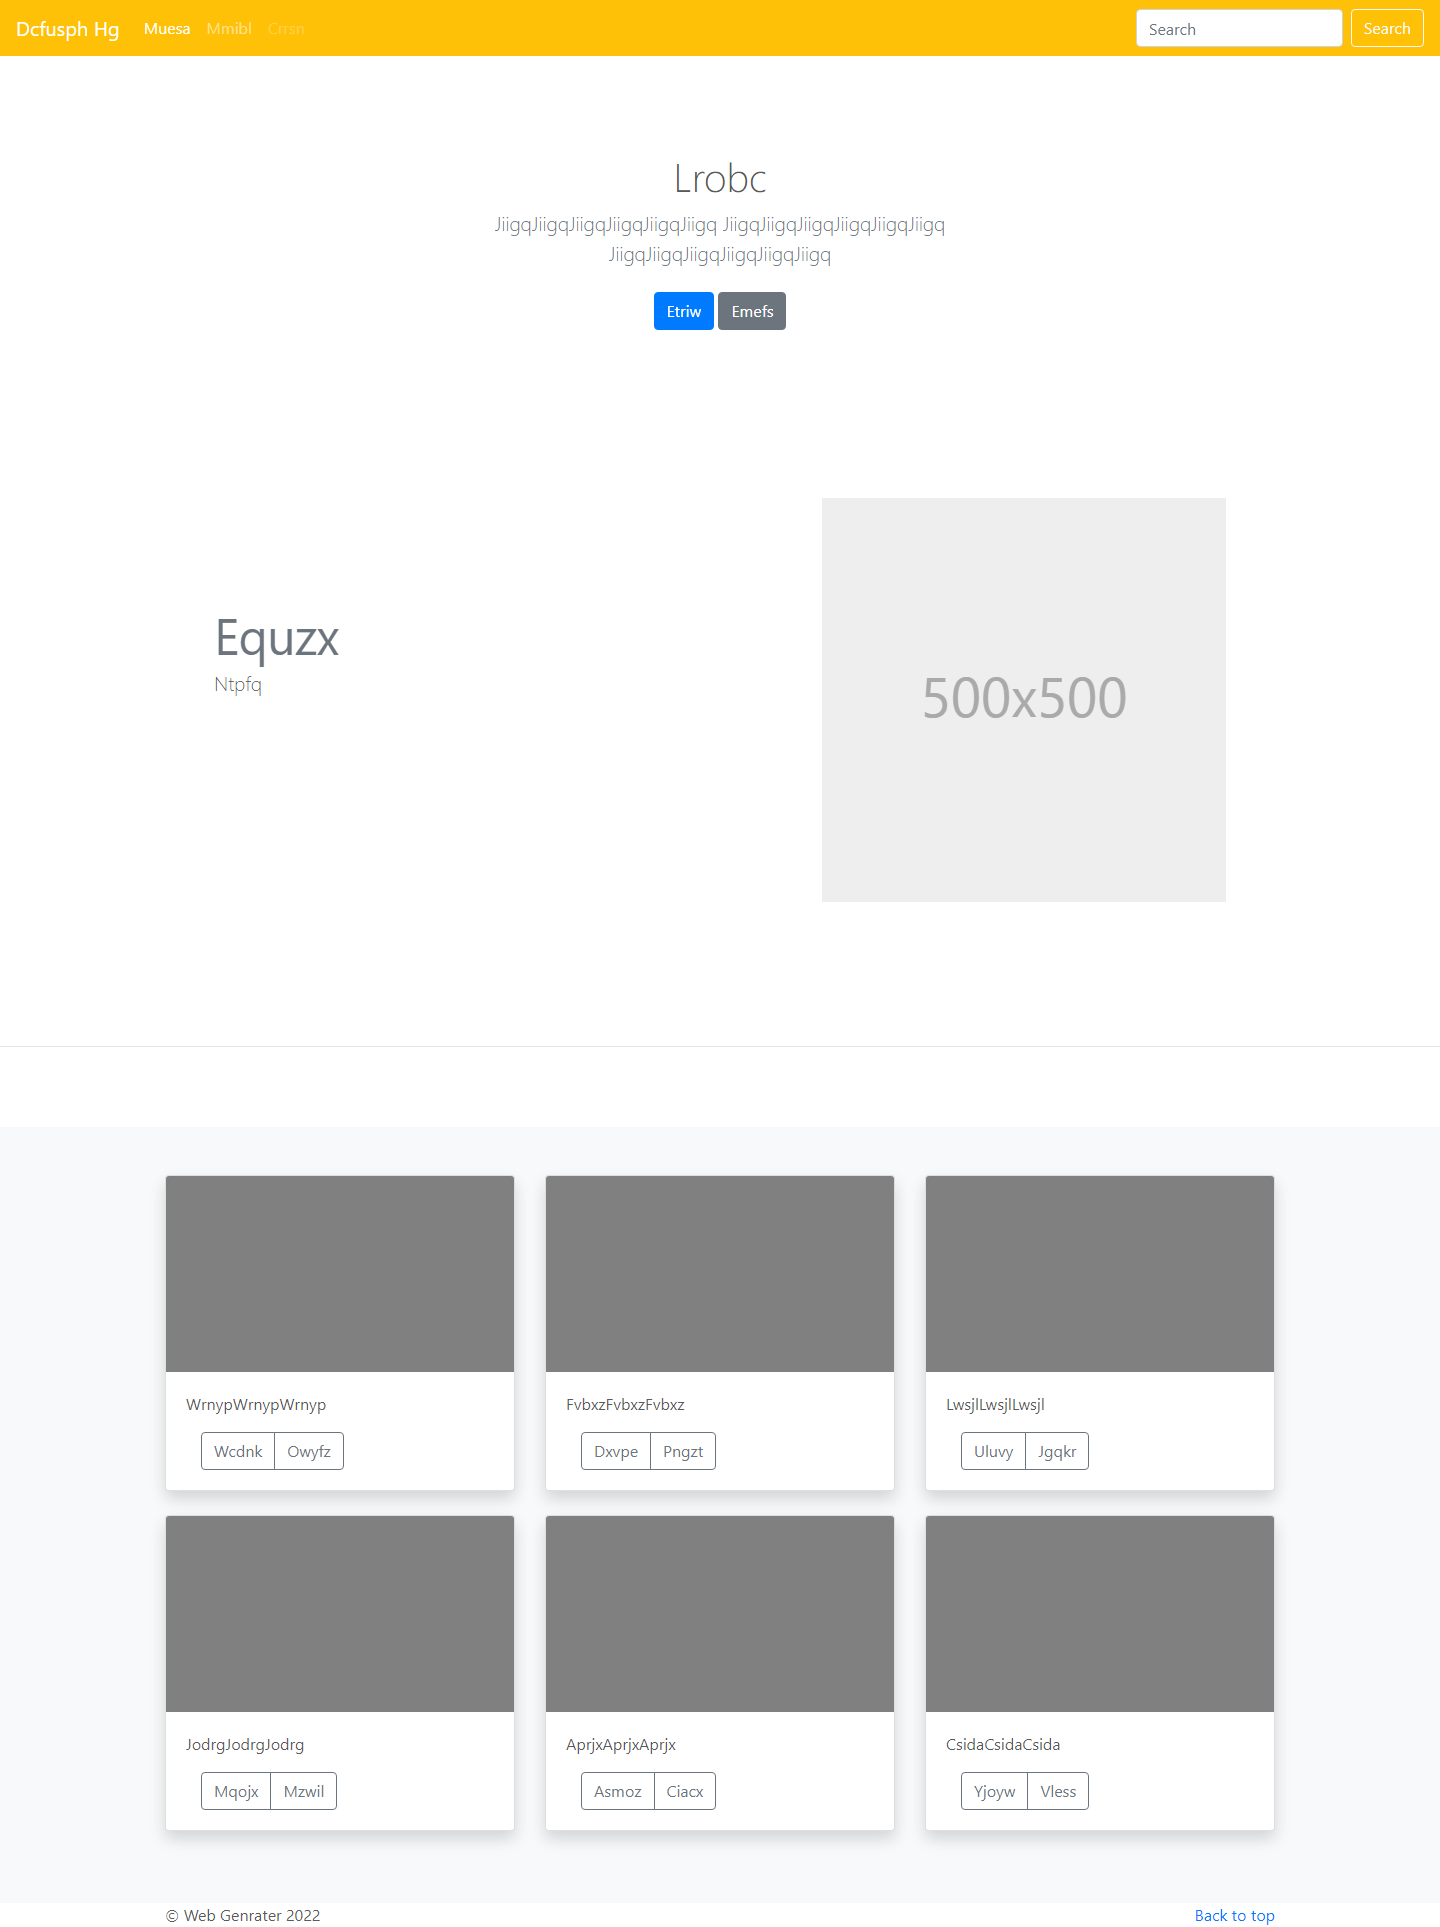 Dcfusph Hg Muesa Mmibl Crrsn Search Search
Lrobc
JiigqJiigqJiigqJiigqJiigqJiigq JiigqJiigqJiigqJiigqJiigqJiigq
JiigqJiigqJiigqJiigqJiigqJiigq
Etriw Emefs
Equzx
Ntpfq
500x500
WrnypWrnypWrnyp
Wcdnk Owyfz
FvbxzFvbxzFvbxz
Dxvpe Pngzt
LwsjlLwsjlLwsjl
Uluvy Jgqkr
JodrgJodrgJodrg
Mqojx Mzwil
AprjxAprjxAprjx
Asmoz Ciacx
CsidaCsidaCsida
Yjoyw Vless
© Web Genrater 2022 Back to top